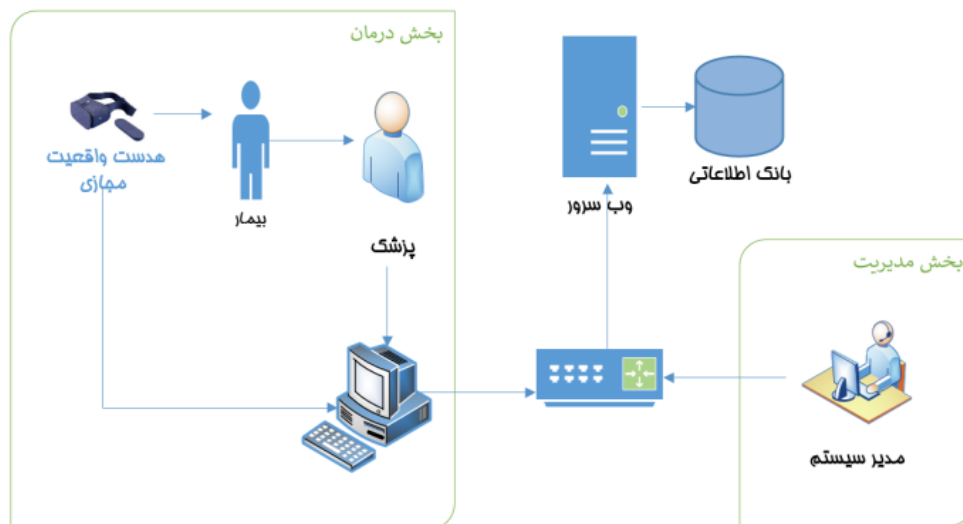 بخش درمان
هدست واقعیت
مجازی
بیمار
پزشک
وب سرور
بانک اطلاعاتی
بخش مدیریت
مدیر سیستم